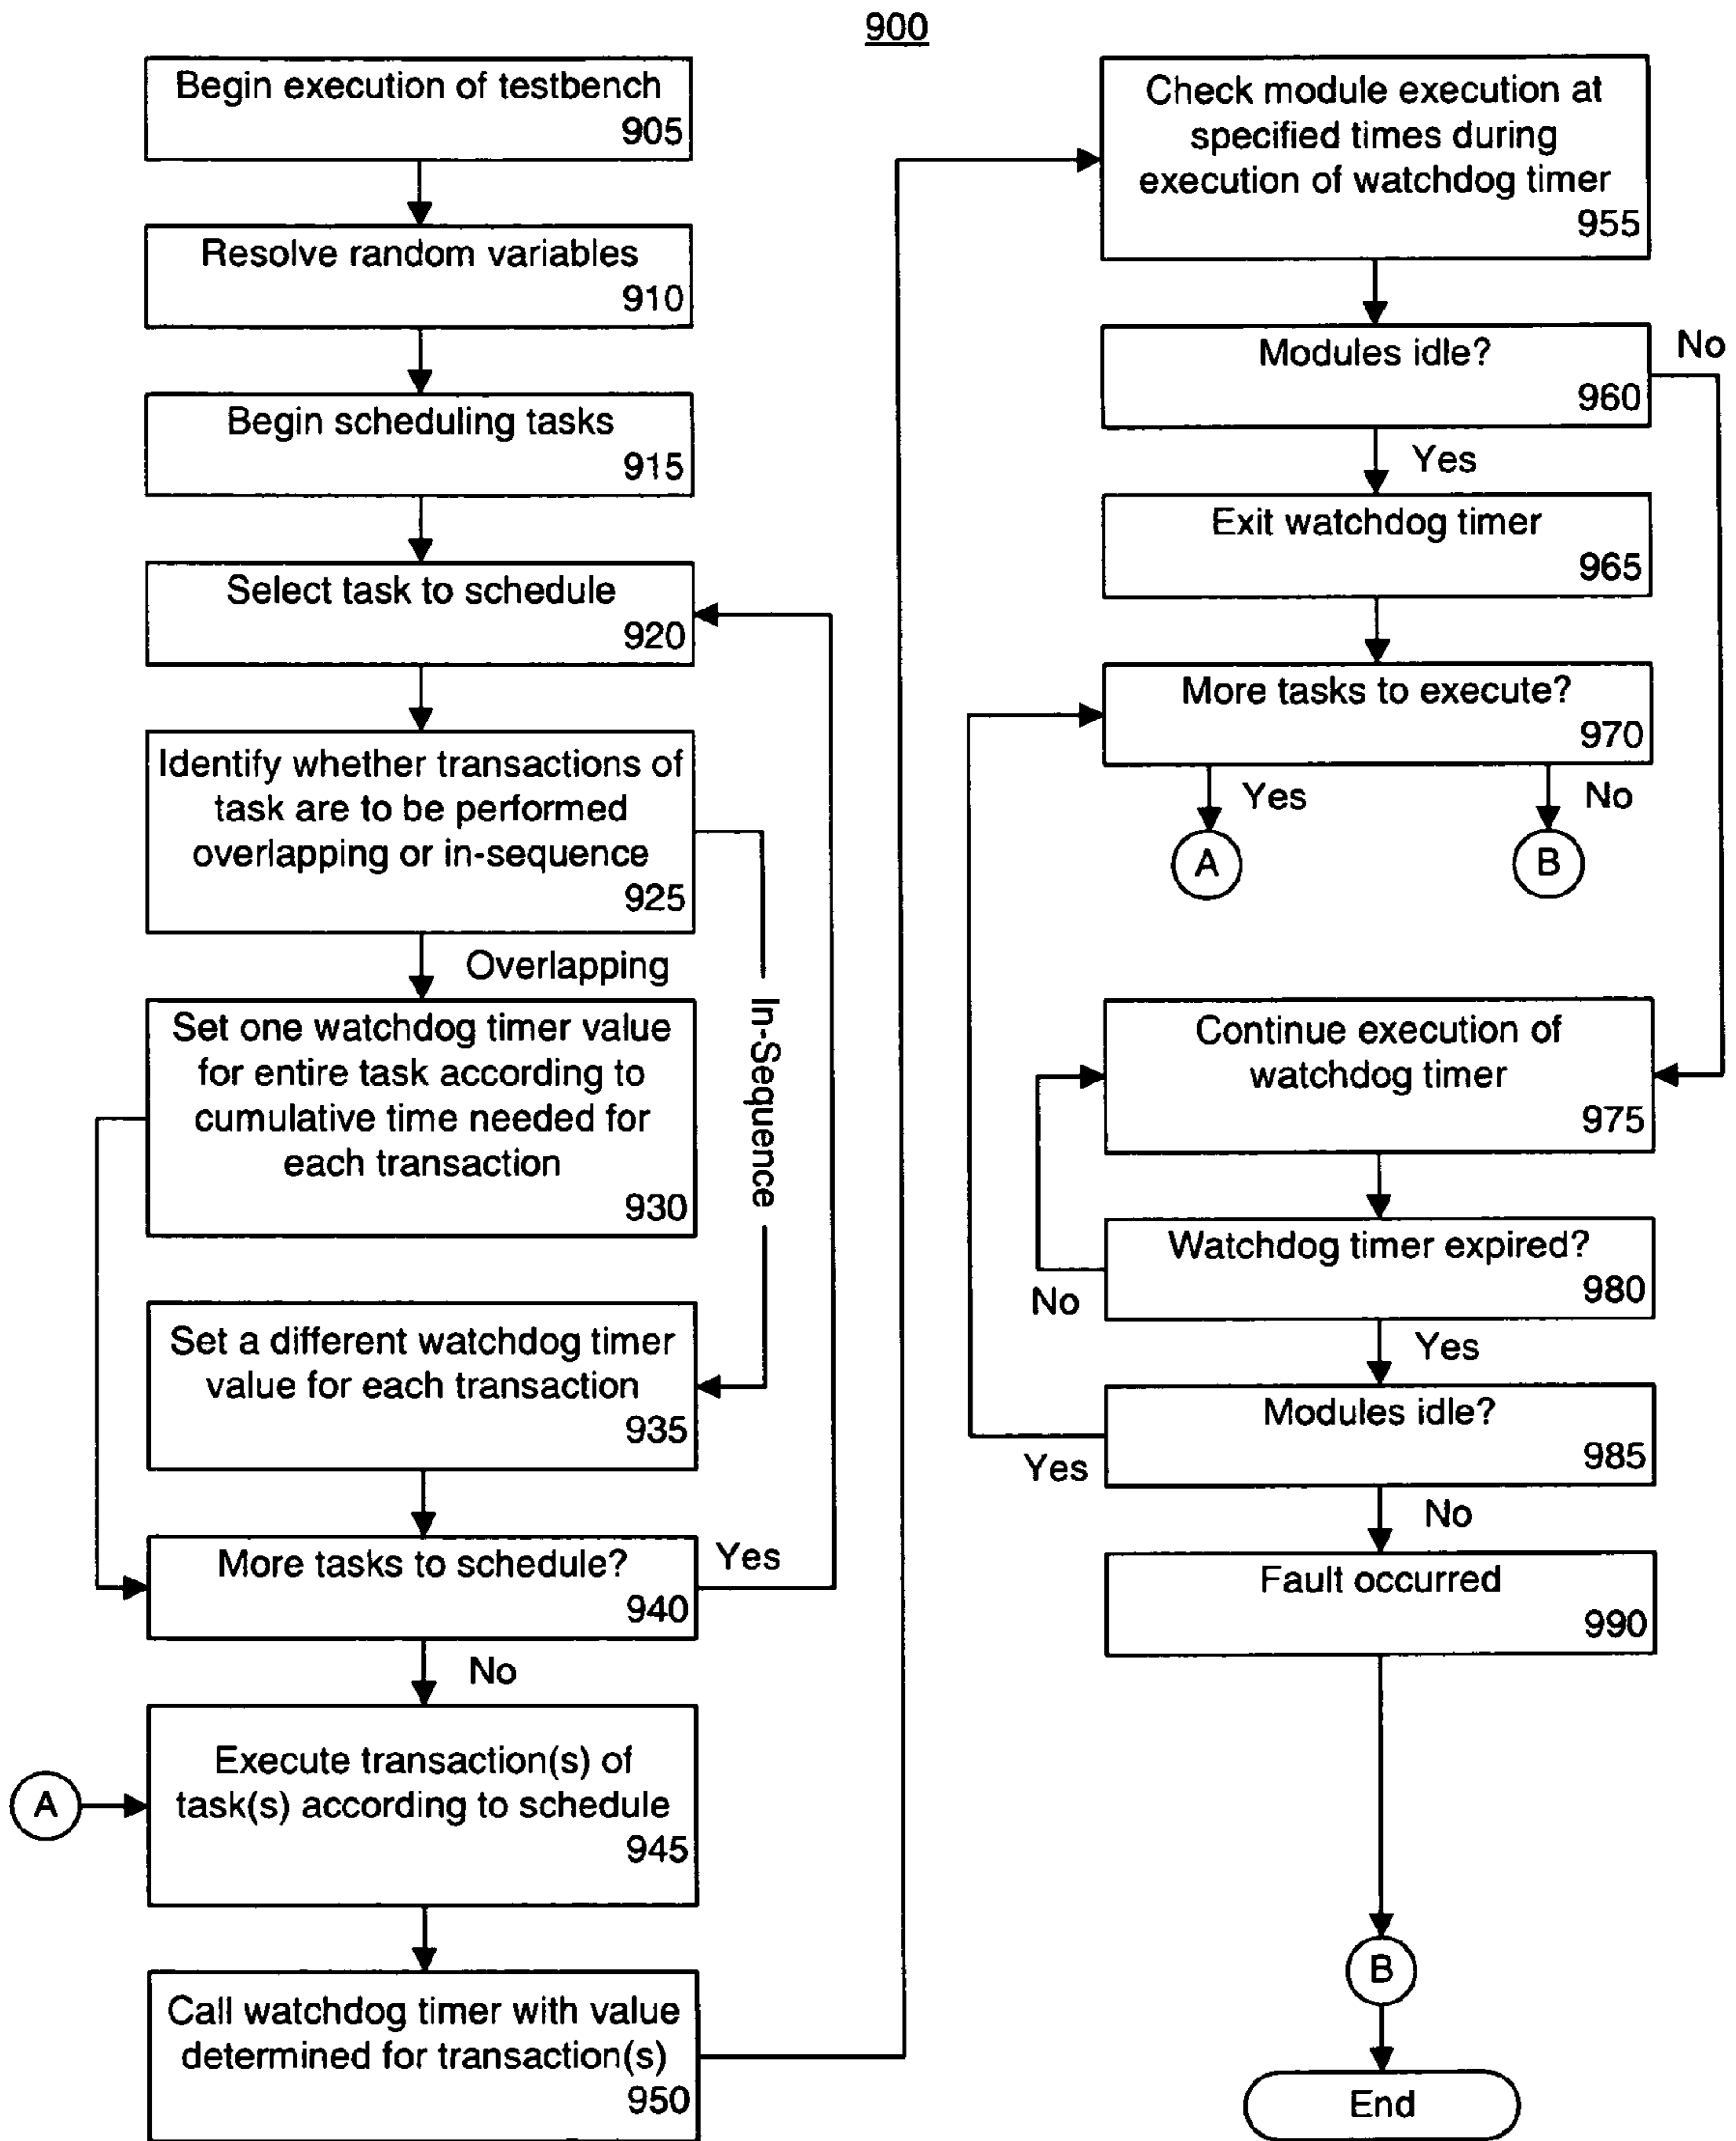 900
Begin execution of testbench
905
Resolve random variables
910
Begin scheduling tasks
915
Select task to schedule
920
Identify whether transactions of
task are to be performed
overlapping or in-sequence
925
Overlapping
In-Sequence
Set one watchdog timer value
for entire task according to
cumulative time needed for
each transaction
930
Set a different watchdog timer
value for each transaction
935
More tasks to schedule?
940
Yes
No
A
Execute transaction(s) of
task(s) according to schedule
945
Call watchdog timer with value
determined for transaction(s)
950
Check module execution at
specified times during
execution of watchdog timer
955
Modules idle?
960
No
Yes
Exit watchdog timer
965
More tasks to execute?
970
Yes
No
A
B
Continue execution of
watchdog timer
975
Watchdog timer expired?
980
No
Yes
Modules idle?
985
Yes
No
Fault occurred
990
B
End